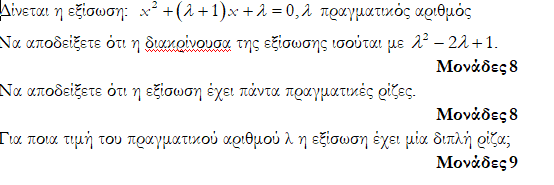 Δίνεται η εξίσωση: x² + (λ + 1)x + λ = 0, λ πραγματικός αριθμός
Να αποδείξετε ότι η διακρίνουσα της εξίσωσης ισούται με λ² − 2λ + 1.
Μονάδες 8
Να αποδείξετε ότι η εξίσωση έχει πάντα πραγματικές ρίζες.
Μονάδες 8
Για ποια τιμή του πραγματικού αριθμού λ η εξίσωση έχει μία διπλή ρίζα;
Μονάδες 9